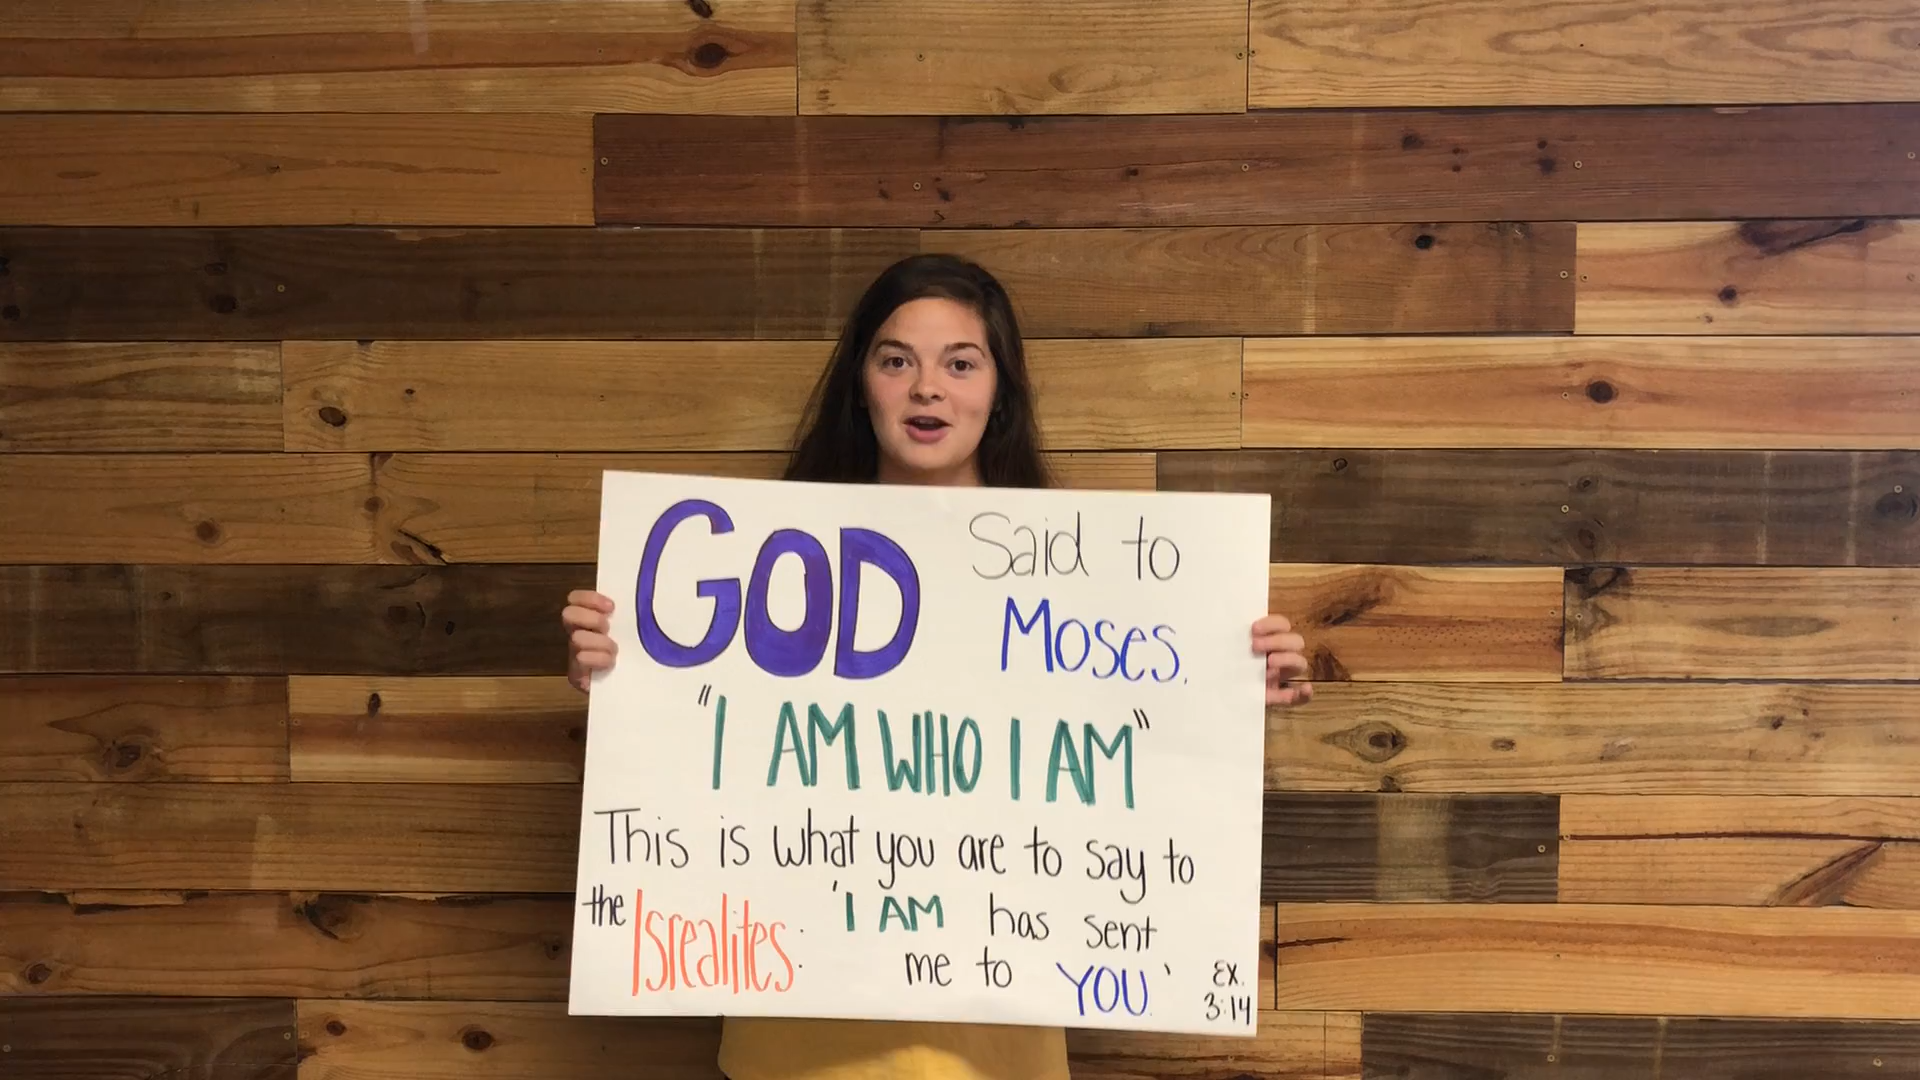 GOD Said to
Moses.
"I AM WHO I AM"
This is what you are to say to
the Isrealites: 'I AM has sent
me to YOU.'
EX.
3:14